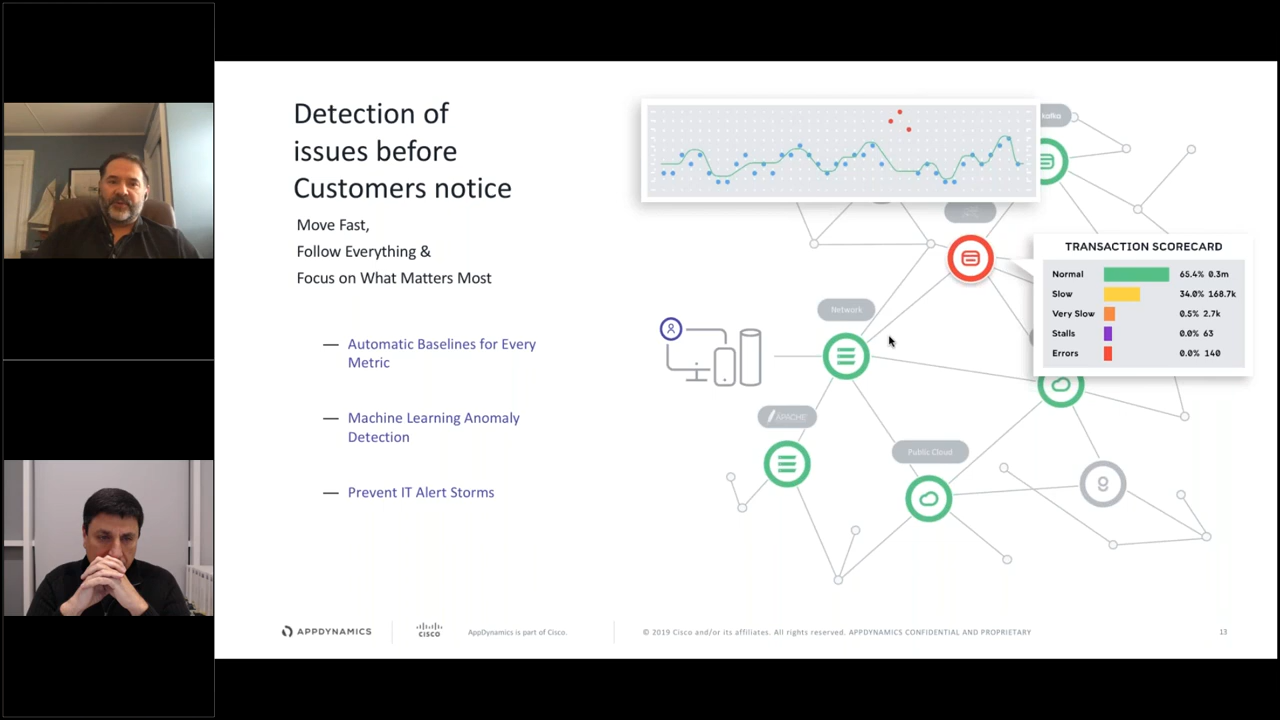 Detection of
issues before
Customers notice
Move Fast,
Follow Everything &
Focus on What Matters Most
— Automatic Baselines for Every
Metric
— Machine Learning Anomaly
Detection
— Prevent IT Alert Storms
kafka
TRANSACTION SCORECARD
Normal 65.4% 0.3m
Slow 34.0% 168.7k
Very Slow 0.5% 2.7k
Stalls 0.0% 63
Errors 0.0% 140
Network
APACHE
Public Cloud
APPDYNAMICS
CISCO
AppDynamics is part of Cisco.
© 2019 Cisco and/or its affiliates. All rights reserved. APPDYNAMICS CONFIDENTIAL AND PROPRIETARY
13